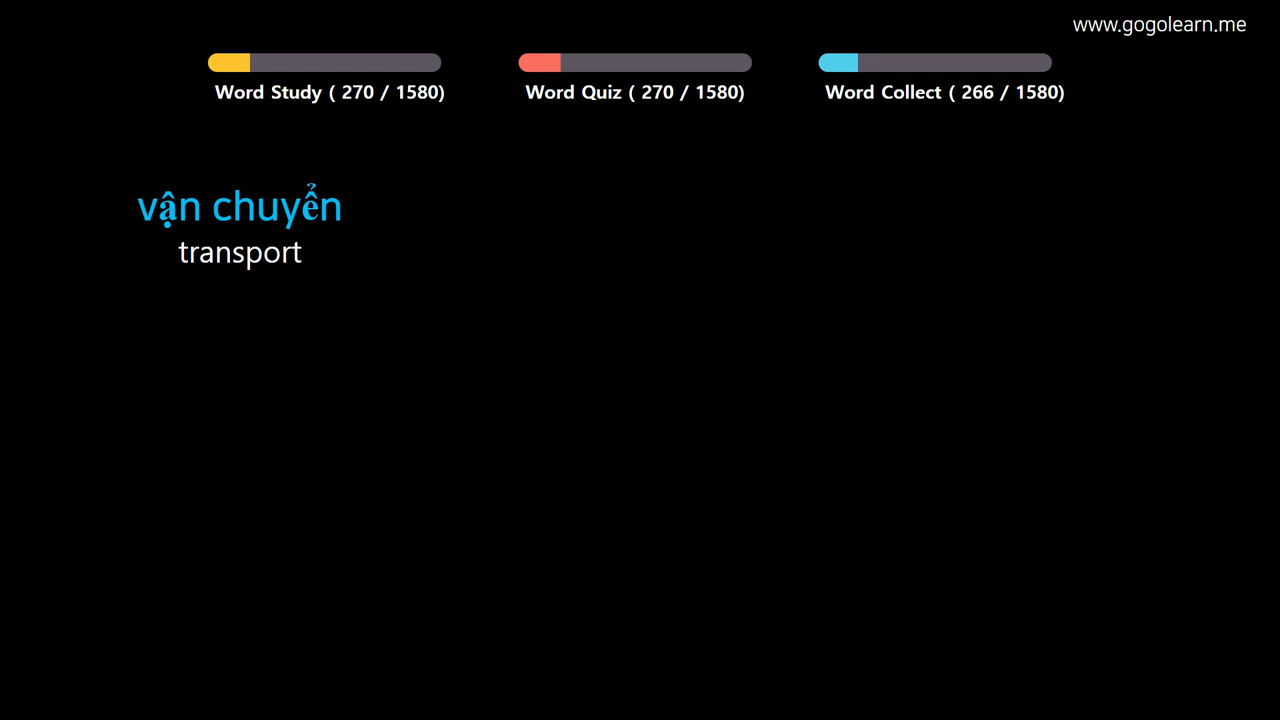 www.gogolearn.me
Word Study ( 270 / 1580)
Word Quiz ( 270 / 1580)
Word Collect ( 266 / 1580)
vận chuyển
transport